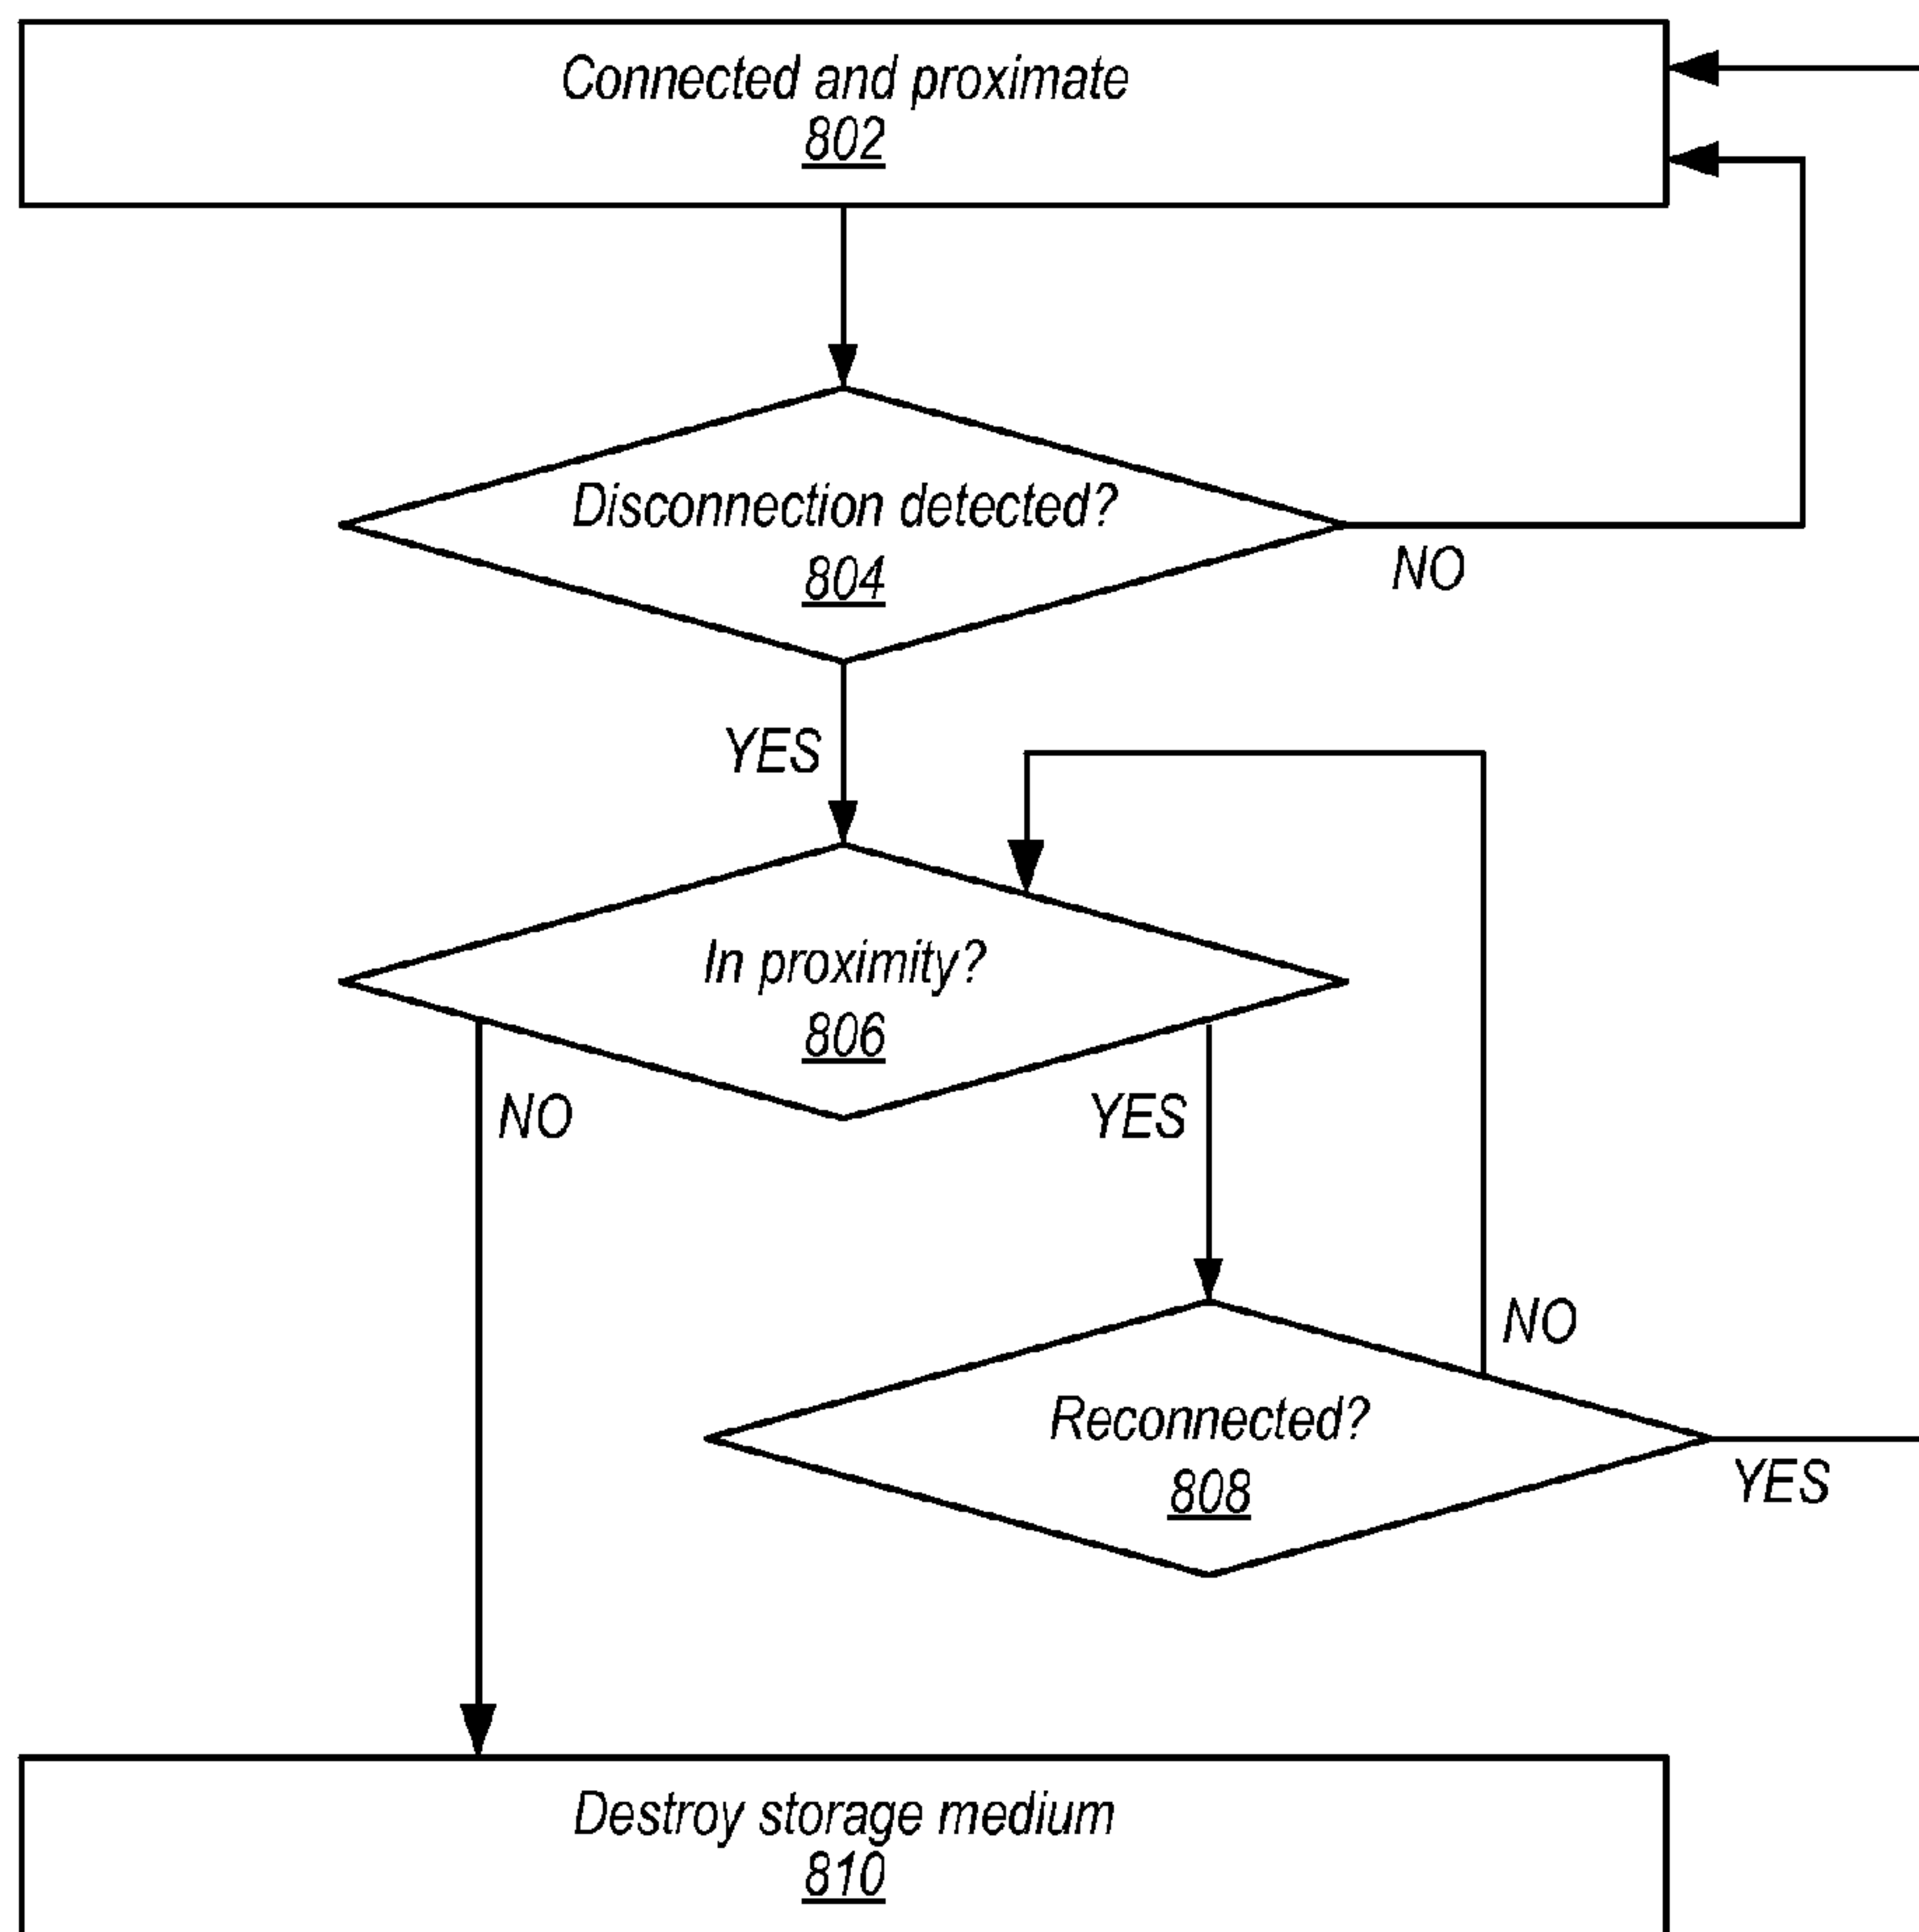 Connected and proximate
802
Disconnection detected?
804
NO
YES
In proximity?
806
NO
YES
NO
Reconnected?
808
YES
Destroy storage medium
810